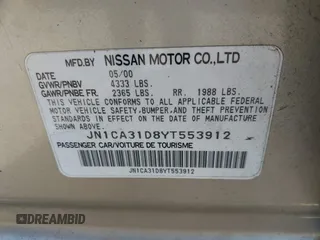 MFD.BY NISSAN MOTOR CO.,LTD
DATE 05/00
GVWR/PNBV 4333 LBS.
GAWR/PNBE FR. 2365 LBS. RR. 1988 LBS.
THIS VEHICLE CONFORMS TO ALL APPLICABLE FEDERAL
MOTOR VEHICLE SAFETY,BUMPER,AND THEFT PREVENTION
STANDARDS IN EFFECT ON THE DATE OF MANUFACTURE
SHOWN ABOVE.
JN1CA31D8YT553912
PASSENGER CAR/VOITURE DE TOURISME
JN1CA31D8YT553912
DREAMBID